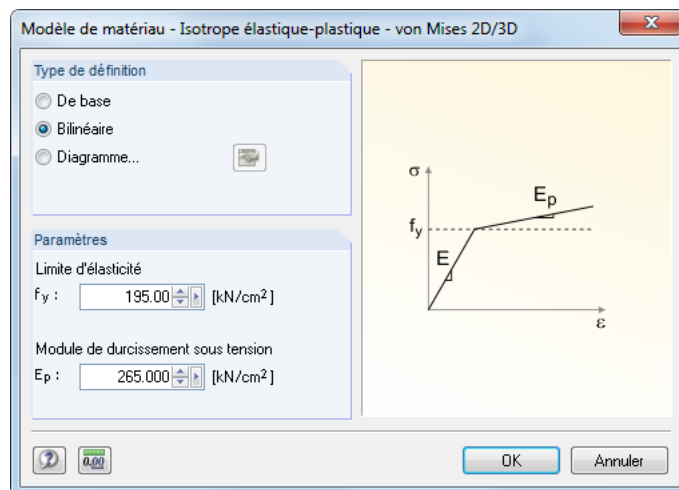 Modèle de matériau - Isotrope élastique-plastique - von Mises 2D/3D
Type de définition
De base
Bilinéaire
Diagramme...
Paramètres
Limite d'élasticité
fy : 195.00 [kN/cm²]
Module de durcissement sous tension
Ep : 265.000 [kN/cm²]
σ
Ep
fy
E
ε
0.00
OK
Annuler